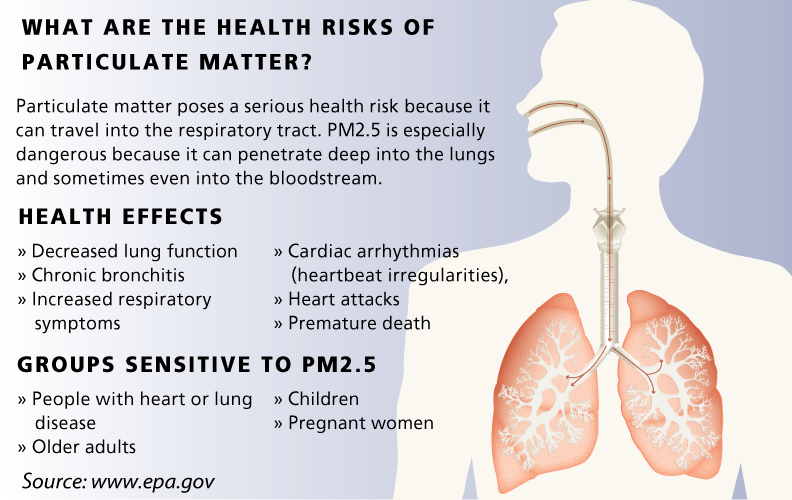 WHAT ARE THE HEALTH RISKS OF
PARTICULATE MATTER?
Particulate matter poses a serious health risk because it
can travel into the respiratory tract. PM2.5 is especially
dangerous because it can penetrate deep into the lungs
and sometimes even into the bloodstream.
HEALTH EFFECTS
» Decreased lung function
» Chronic bronchitis
» Increased respiratory
symptoms
» Cardiac arrhythmias
(heartbeat irregularities),
» Heart attacks
» Premature death
GROUPS SENSITIVE TO PM2.5
» People with heart or lung
disease
» Older adults
» Children
» Pregnant women
Source: www.epa.gov